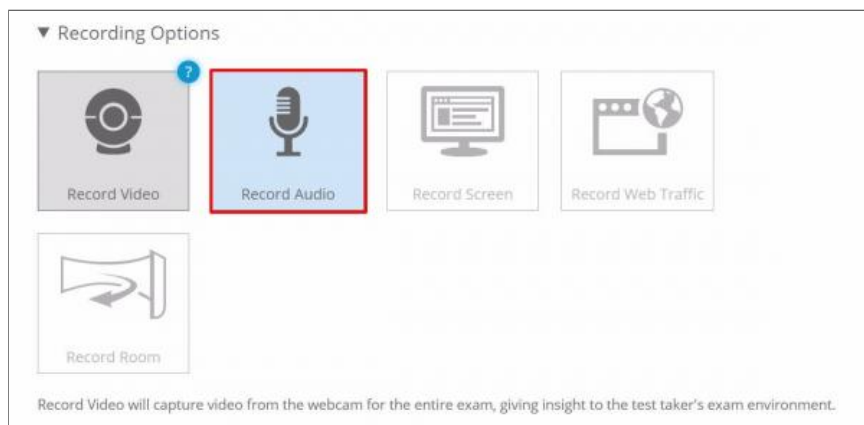 ▼ Recording Options
?
Record Video
Record Audio
Record Screen
Record Web Traffic
Record Room
Record Video will capture video from the webcam for the entire exam, giving insight to the test taker's exam environment.